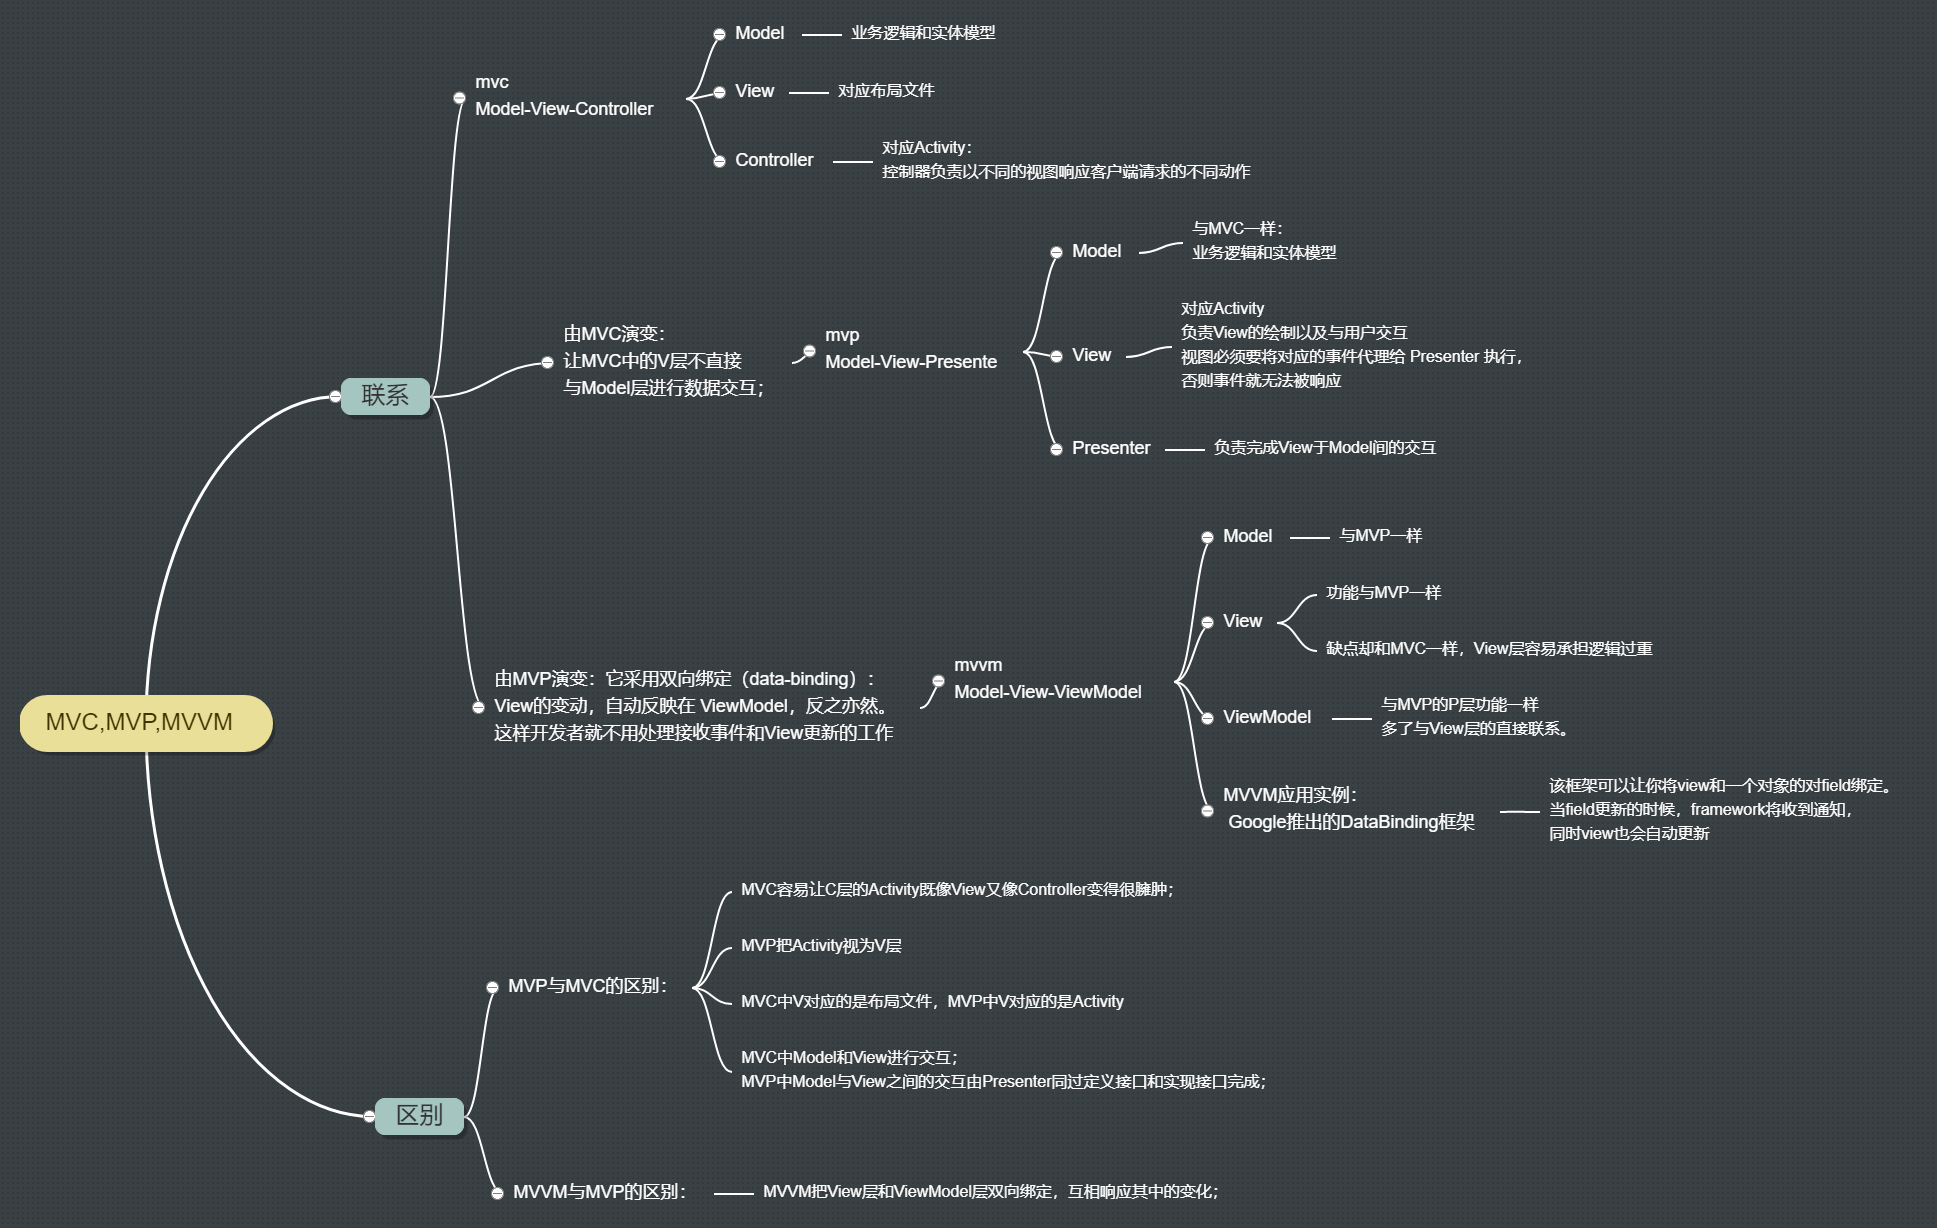 MVC,MVP,MVVM
联系
mvc
Model-View-Controller
Model
业务逻辑和实体模型
View
对应布局文件
Controller
对应Activity：
控制器负责以不同的视图响应客户端请求的不同动作
由MVC演变：
让MVC中的V层不直接
与Model层进行数据交互；
mvp
Model-View-Presente
Model
与MVC一样：
业务逻辑和实体模型
View
对应Activity
负责View的绘制以及与用户交互
视图必须要将对应的事件代理给 Presenter 执行，
否则事件就无法被响应
Presenter
负责完成View于Model间的交互
由MVP演变：它采用双向绑定（data-binding）：
View的变动，自动反映在 ViewModel，反之亦然。
这样开发者就不用处理接收事件和View更新的工作
mvvm
Model-View-ViewModel
Model
与MVP一样
View
功能与MVP一样
缺点却和MVC一样，View层容易承担逻辑过重
ViewModel
与MVP的P层功能一样
多了与View层的直接联系。
MVVM应用实例：
Google推出的DataBinding框架
该框架可以让你将view和一个对象的对field绑定。
当field更新的时候，framework将收到通知，
同时view也会自动更新
区别
MVP与MVC的区别：
MVC容易让C层的Activity既像View又像Controller变得很臃肿；
MVP把Activity视为V层
MVC中V对应的是布局文件，MVP中V对应的是Activity
MVC中Model和View进行交互；
MVP中Model与View之间的交互由Presenter同过定义接口和实现接口完成；
MVVM与MVP的区别：
MVVM把View层和ViewModel层双向绑定，互相响应其中的变化；